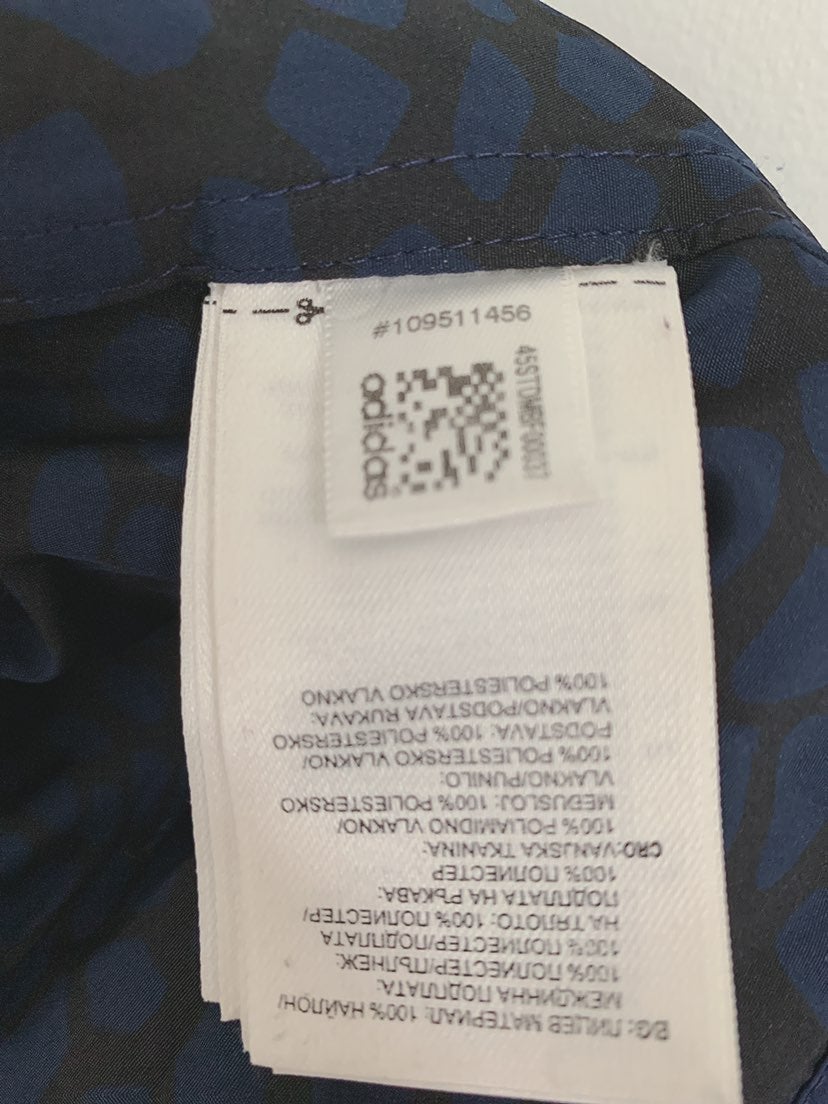 #109511456
adidas
BG: ЛИЦЕВ МАТЕРИАЛ: 100% НАЙЛОН/
МЕЖДИННА ПОДПЛАТА:
100% ПОЛИЕСТЕР/ПЪЛНЕЖ:
100% ПОЛИЕСТЕР/ПОДПЛАТА
НА ТЯЛОТО: 100% ПОЛИЕСТЕР/
ПОДПЛАТА НА РЪКАВА:
100% ПОЛИЕСТЕР
CRO: VANJSKA TKANINA:
100% POLIAMIDNO VLAKNO/
MEĐUSLOJ: 100% POLIESTERSKO
VLAKNO/PUNILO:
100% POLIESTERSKO VLAKNO/
PODSTAVA: 100% POLIESTERSKO
VLAKNO/PODSTAVA RUKAVA:
100% POLIESTERSKO VLAKNO